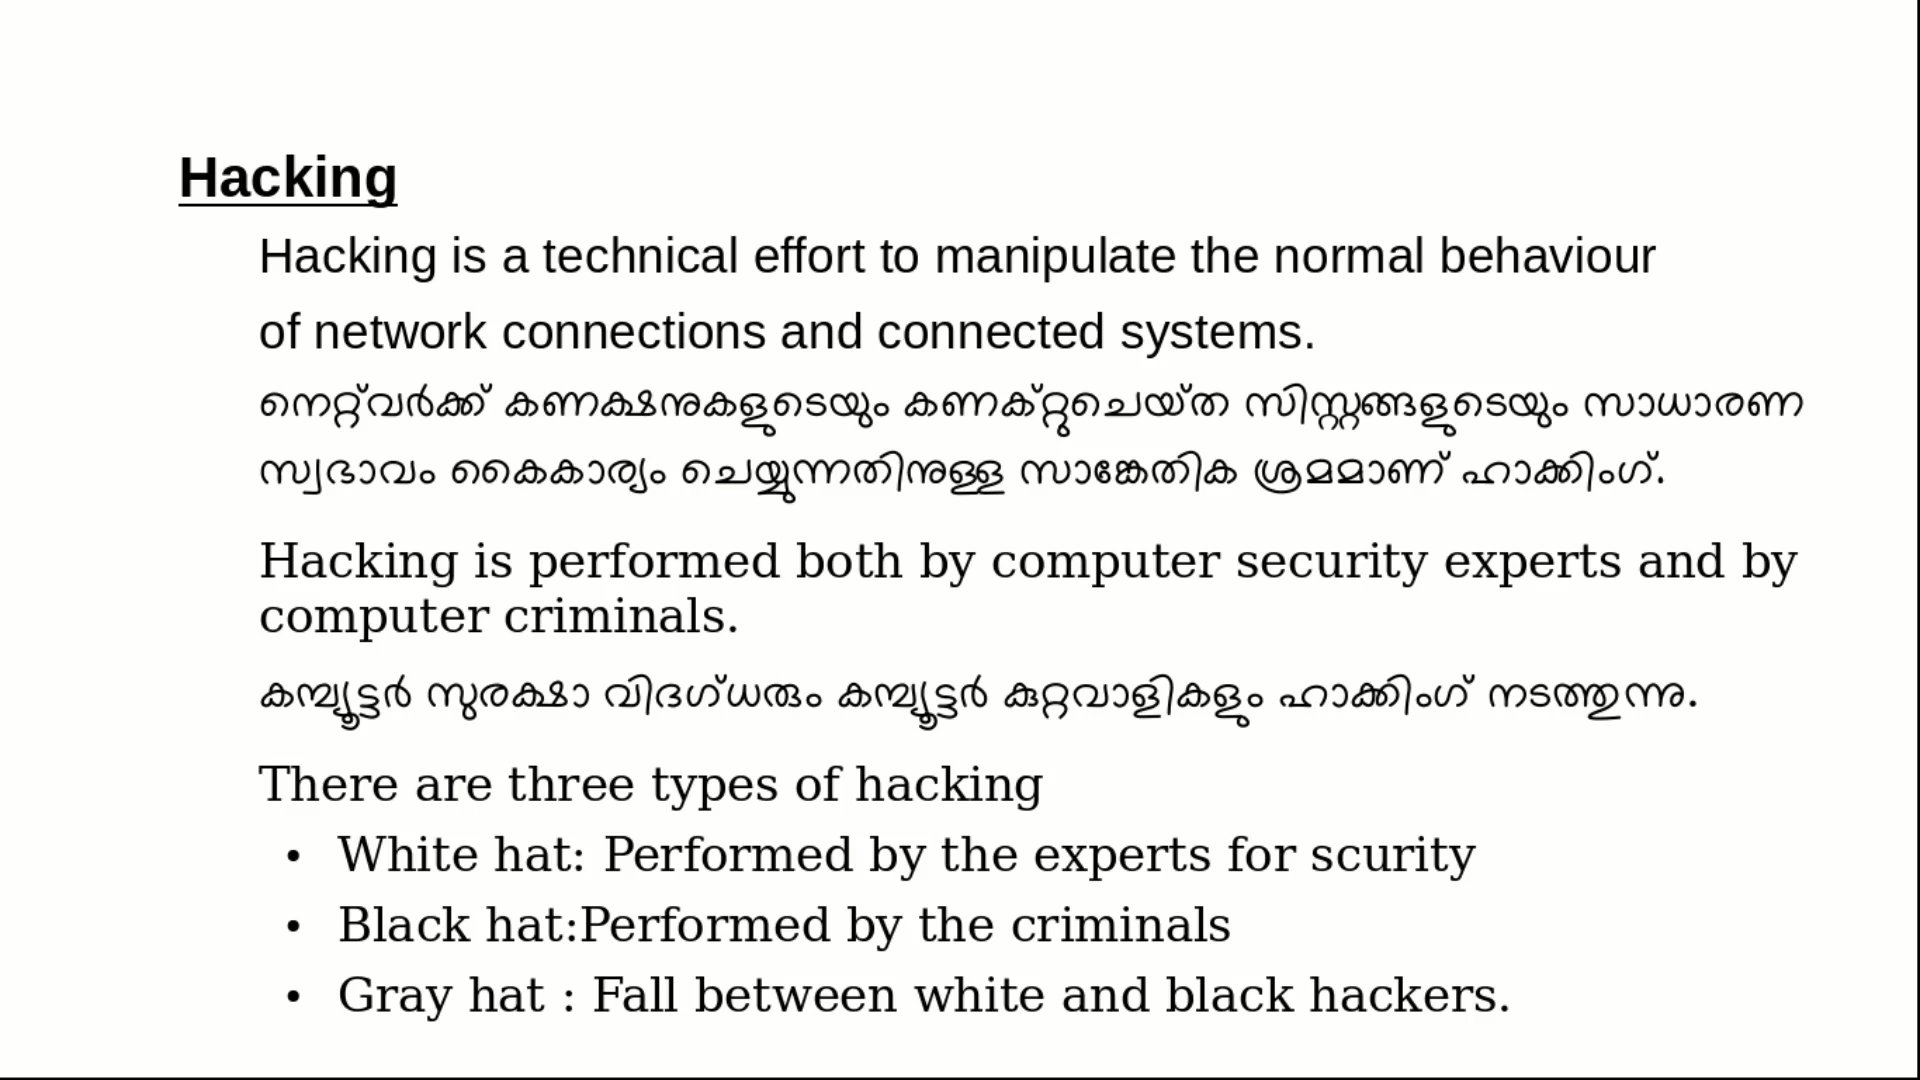 Hacking
Hacking is a technical effort to manipulate the normal behaviour
of network connections and connected systems.
നെറ്റ്‌വർക്ക് കണക്ഷനുകളുടെയും കണക്റ്റുചെയ്ത സിസ്റ്റങ്ങളുടെയും സാധാരണ
സ്വഭാവം കൈകാര്യം ചെയ്യുന്നതിനുള്ള സാങ്കേതിക ശ്രമമാണ് ഹാക്കിംഗ്.
Hacking is performed both by computer security experts and by
computer criminals.
കമ്പ്യൂട്ടർ സുരക്ഷാ വിദഗ്ധരും കമ്പ്യൂട്ടർ കുറ്റവാളികളും ഹാക്കിംഗ് നടത്തുന്നു.
There are three types of hacking
• White hat: Performed by the experts for scurity
• Black hat:Performed by the criminals
• Gray hat : Fall between white and black hackers.